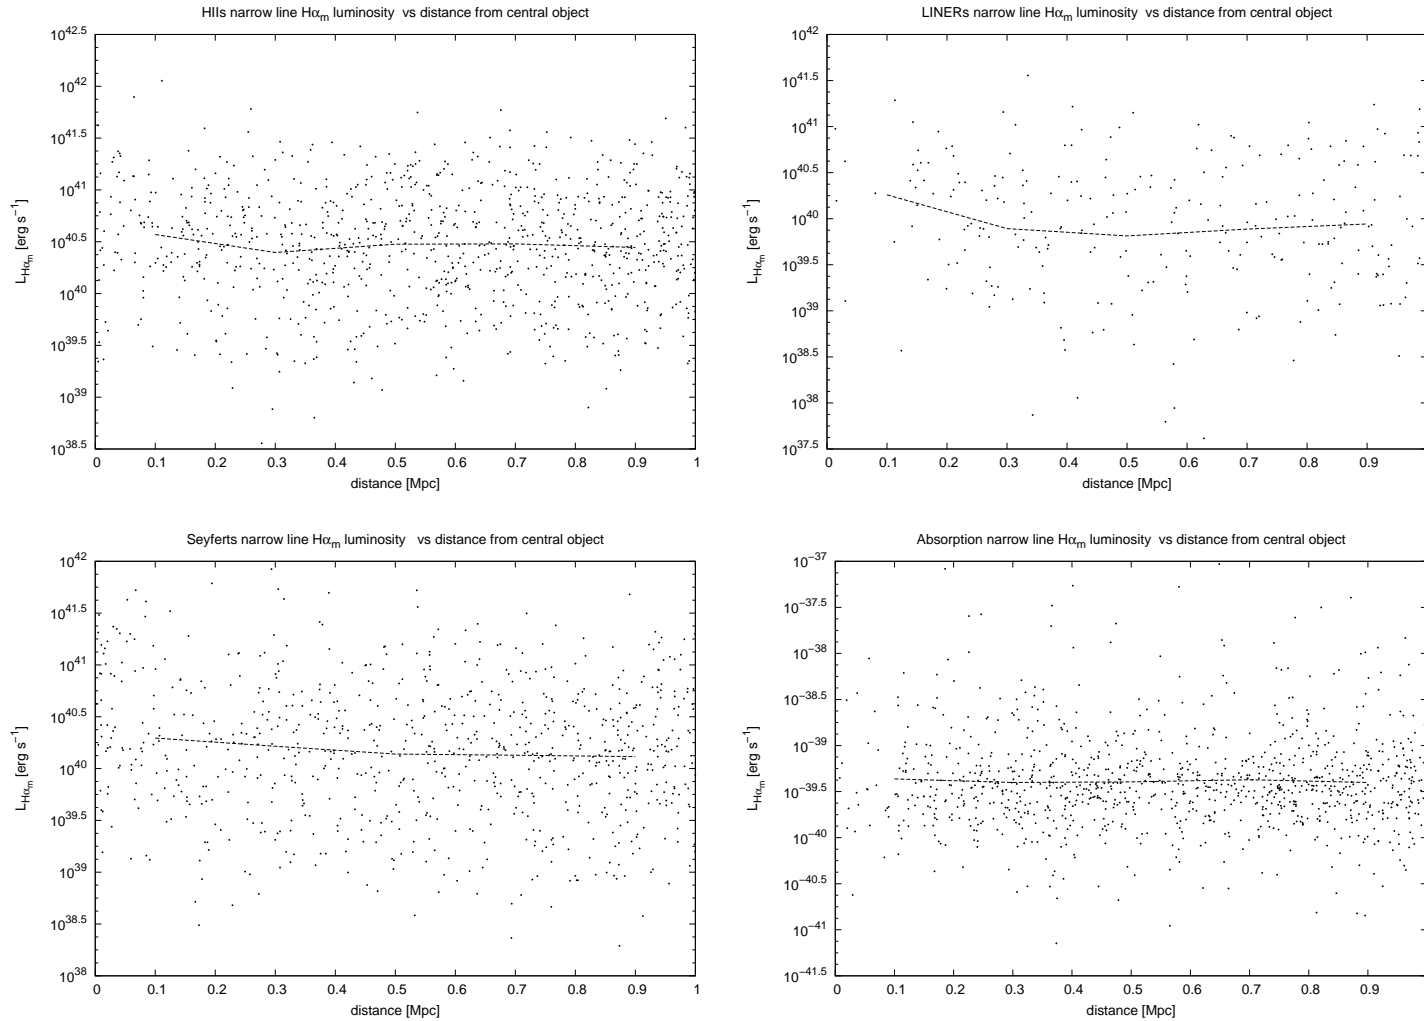 HIIs narrow line Hαm luminosity vs distance from central object
LHαm [erg s−1]
10^42.5
10^42
10^41.5
10^41
10^40.5
10^40
10^39.5
10^39
10^38.5
0 0.1 0.2 0.3 0.4 0.5 0.6 0.7 0.8 0.9 1
distance [Mpc]
LINERs narrow line Hαm luminosity vs distance from central object
LHαm [erg s−1]
10^42
10^41.5
10^41
10^40.5
10^40
10^39.5
10^39
10^38.5
10^38
10^37.5
0 0.1 0.2 0.3 0.4 0.5 0.6 0.7 0.8 0.9
distance [Mpc]
Seyferts narrow line Hαm luminosity vs distance from central object
LHαm [erg s−1]
10^42
10^41.5
10^41
10^40.5
10^40
10^39.5
10^39
10^38.5
10^38
0 0.1 0.2 0.3 0.4 0.5 0.6 0.7 0.8 0.9 1
distance [Mpc]
Absorption narrow line Hαm luminosity vs distance from central object
LHαm [erg s−1]
10^−37
10^−37.5
10^−38
10^−38.5
10^−39
10^−39.5
10^−40
10^−40.5
10^−41
10^−41.5
0 0.1 0.2 0.3 0.4 0.5 0.6 0.7 0.8 0.9
distance [Mpc]